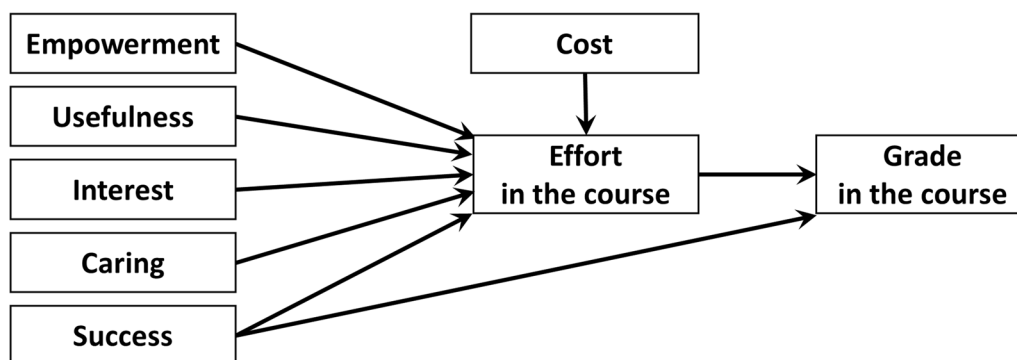 Empowerment
Usefulness
Interest
Caring
Success
Cost
Effort
in the course
Grade
in the course